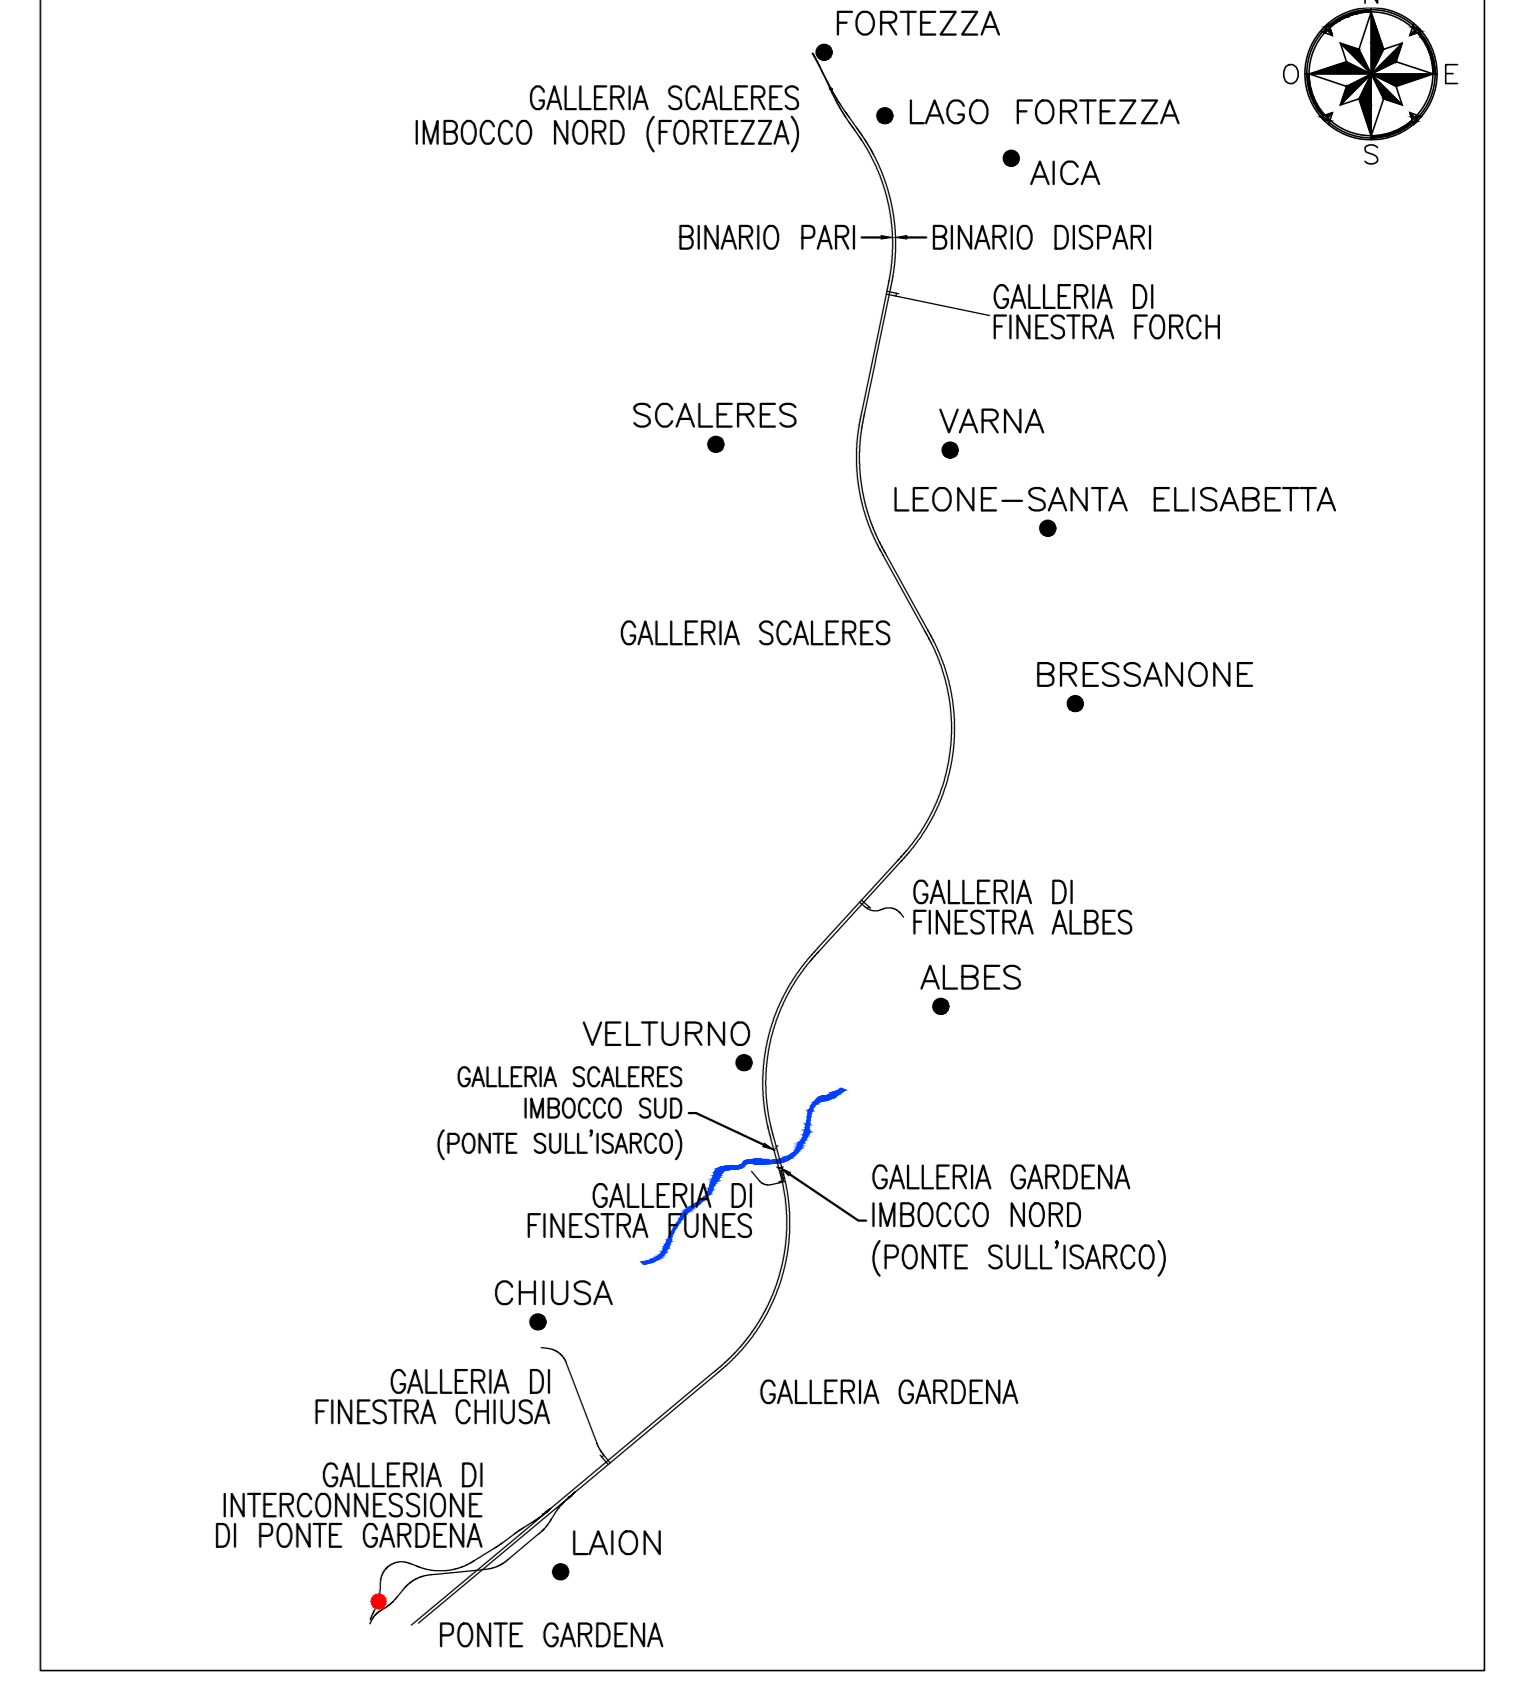 N
FORTEZZA
O
E
GALLERIA SCALERES
IMBOCCO NORD (FORTEZZA)
LAGO FORTEZZA
S
AICA
BINARIO PARI
BINARIO DISPARI
GALLERIA DI
FINESTRA FORCH
SCALERES
VARNA
LEONE-SANTA ELISABETTA
GALLERIA SCALERES
BRESSANONE
GALLERIA DI
FINESTRA ALBES
ALBES
VELTURNO
GALLERIA SCALERES
IMBOCCO SUD
(PONTE SULL'ISARCO)
GALLERIA GARDENA
IMBOCCO NORD
(PONTE SULL'ISARCO)
GALLERIA DI
FINESTRA FUNES
CHIUSA
GALLERIA DI
FINESTRA CHIUSA
GALLERIA GARDENA
GALLERIA DI
INTERCONNESSIONE
DI PONTE GARDENA
LAION
PONTE GARDENA